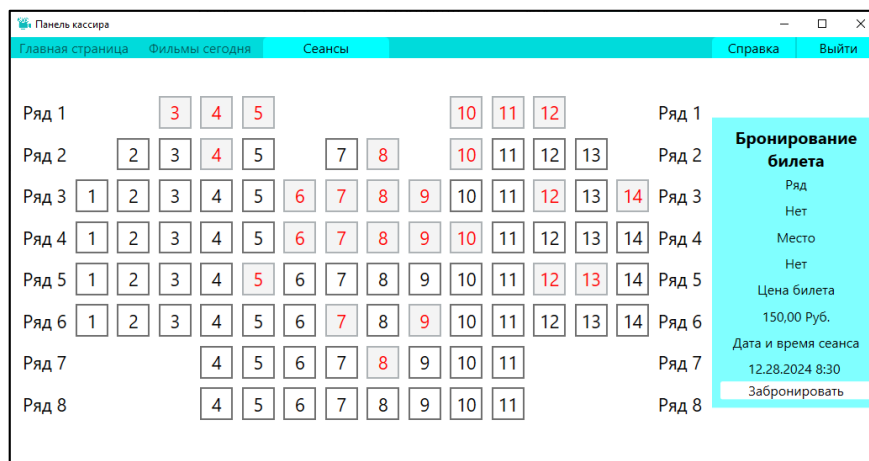 Панель кассира
Главная страница Фильмы сегодня Сеансы Справка Выйти
Ряд 1 3 4 5 10 11 12 Ряд 1
Ряд 2 2 3 4 5 7 8 10 11 12 13 Ряд 2
Ряд 3 1 2 3 4 5 6 7 8 9 10 11 12 13 14 Ряд 3
Ряд 4 1 2 3 4 5 6 7 8 9 10 11 12 13 14 Ряд 4
Ряд 5 1 2 3 4 5 6 7 8 9 10 11 12 13 14 Ряд 5
Ряд 6 1 2 3 4 5 6 7 8 9 10 11 12 13 14 Ряд 6
Ряд 7 4 5 6 7 8 9 10 11 Ряд 7
Ряд 8 4 5 6 7 8 9 10 11 Ряд 8
Бронирование
билета
Ряд
Нет
Место
Нет
Цена билета
150,00 Руб.
Дата и время сеанса
12.28.2024 8:30
Забронировать